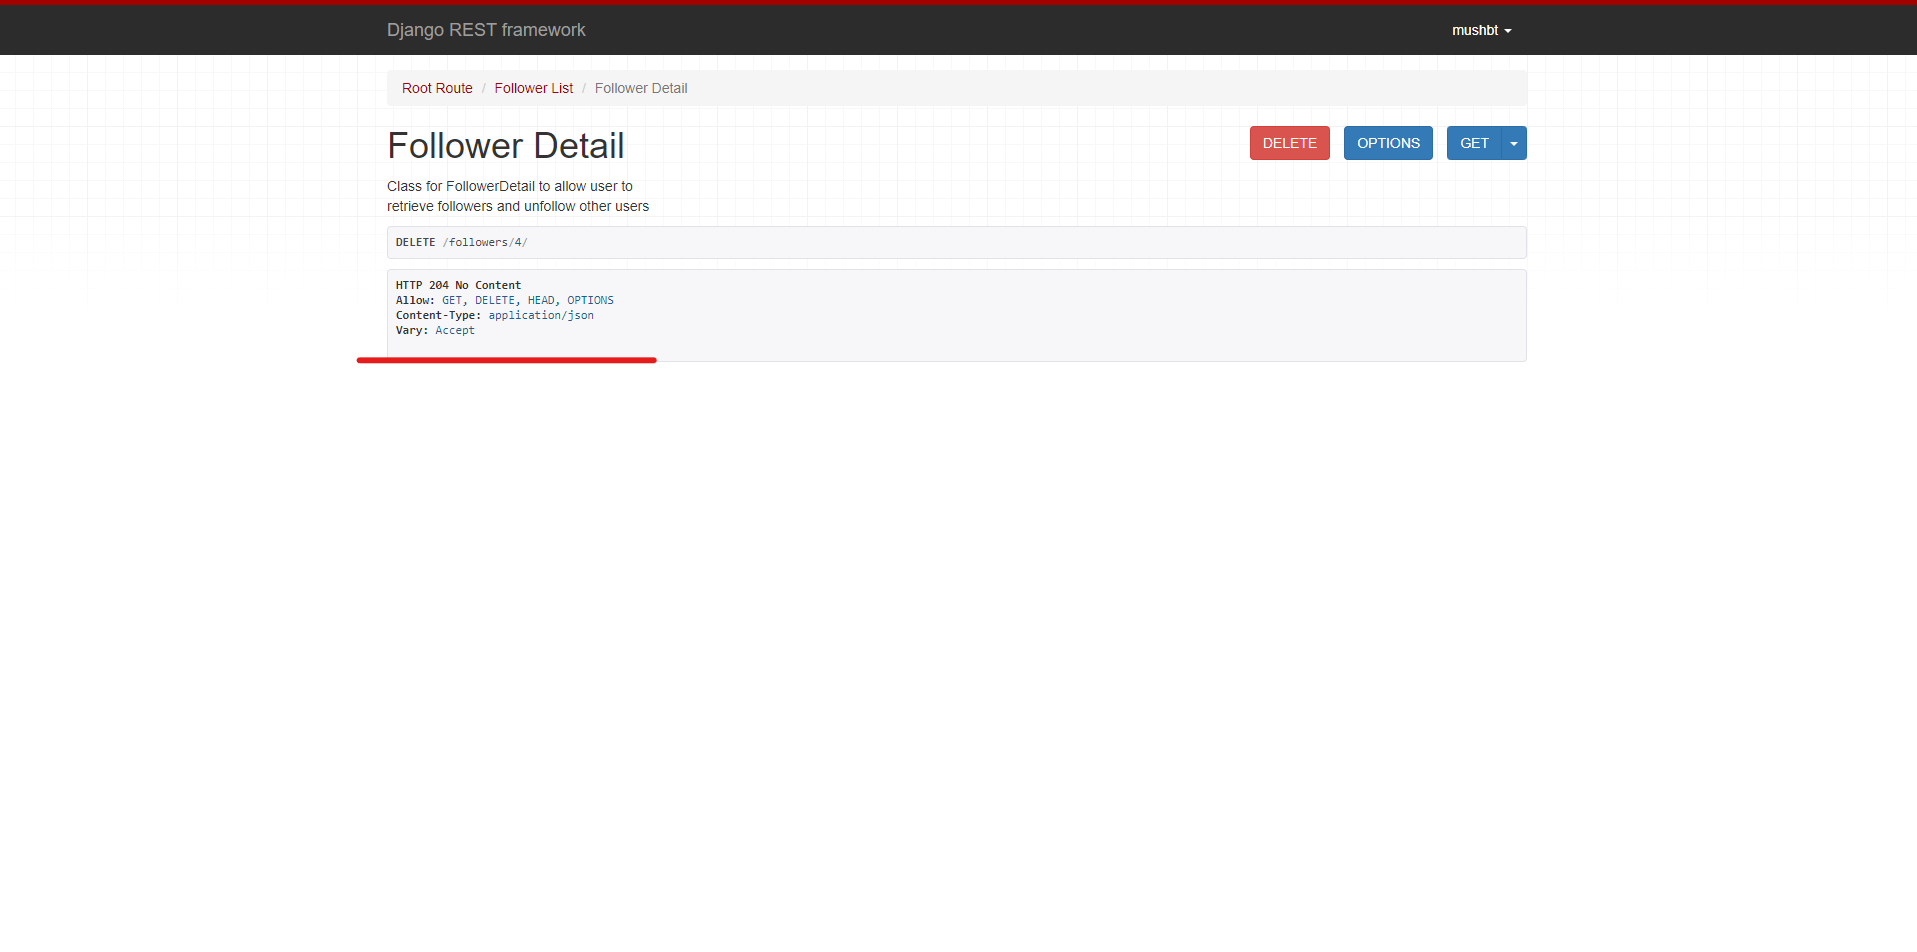 Django REST framework
mushbt
Root Route / Follower List / Follower Detail
Follower Detail
DELETE
OPTIONS
GET
Class for FollowerDetail to allow user to
retrieve followers and unfollow other users
DELETE /followers/4/
HTTP 204 No Content
Allow: GET, DELETE, HEAD, OPTIONS
Content-Type: application/json
Vary: Accept